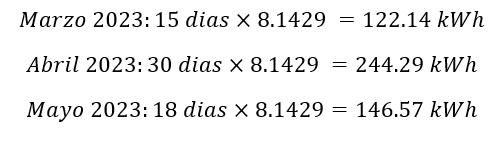 Marzo 2023: 15 dias × 8.1429 = 122.14 kWh
Abril 2023: 30 dias × 8.1429 = 244.29 kWh
Mayo 2023: 18 dias × 8.1429 = 146.57 kWh